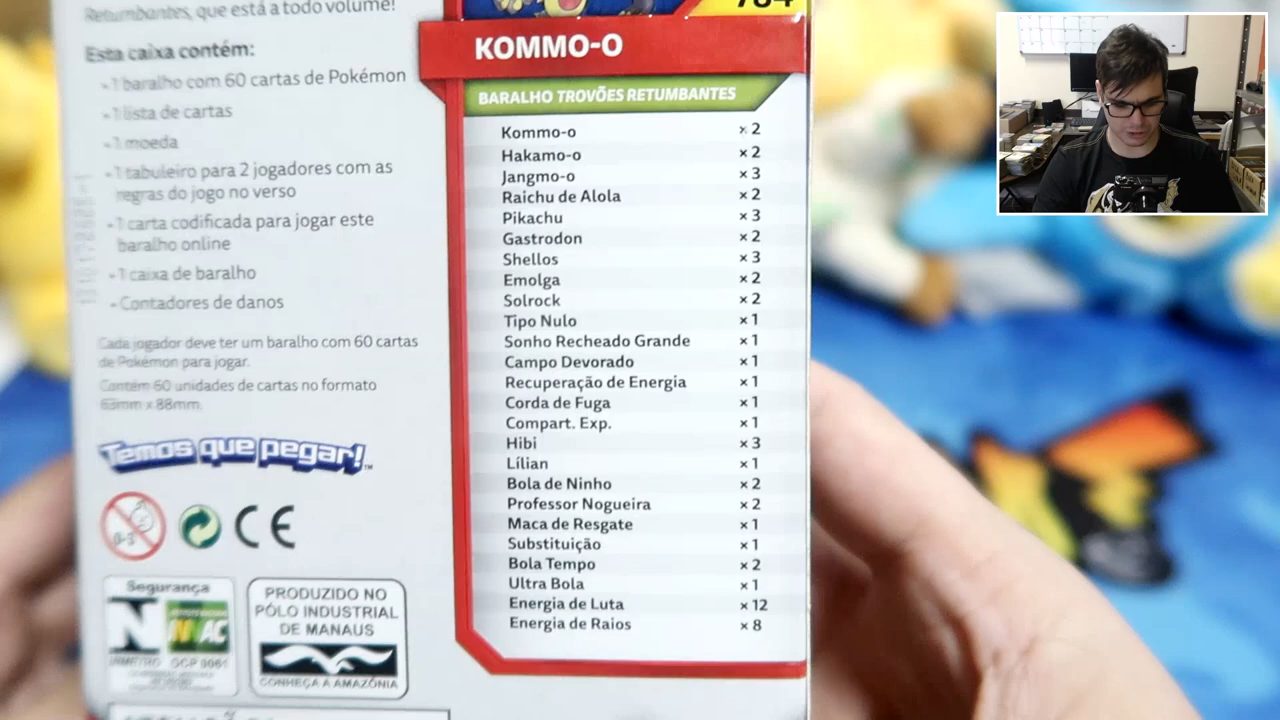 Retumbantes, que está a todo volume!
Esta caixa contém:
• 1 baralho com 60 cartas de Pokémon
• 1 lista de cartas
• 1 moeda
• 1 tabuleiro para 2 jogadores com as
regras do jogo no verso
• 1 carta codificada para jogar este
baralho online
• 1 caixa de baralho
• Contadores de danos
Cada jogador deve ter um baralho com 60 cartas
de Pokémon para jogar.
Contém 60 unidades de cartas no formato
63mm x 88mm.
Temos que pegar!™
0-3
CE
Segurança
INMETRO OCP 0061
PRODUZIDO NO
PÓLO INDUSTRIAL
DE MANAUS
CONHEÇA A AMAZÔNIA
784
KOMMO-O
BARALHO TROVÕES RETUMBANTES
Kommo-o ×2
Hakamo-o ×2
Jangmo-o ×3
Raichu de Alola ×2
Pikachu ×3
Gastrodon ×2
Shellos ×3
Emolga ×2
Solrock ×2
Tipo Nulo ×1
Sonho Recheado Grande ×1
Campo Devorado ×1
Recuperação de Energia ×1
Corda de Fuga ×1
Compart. Exp. ×1
Hibi ×3
Lílian ×1
Bola de Ninho ×2
Professor Nogueira ×2
Maca de Resgate ×1
Substituição ×1
Bola Tempo ×2
Ultra Bola ×1
Energia de Luta ×12
Energia de Raios ×8